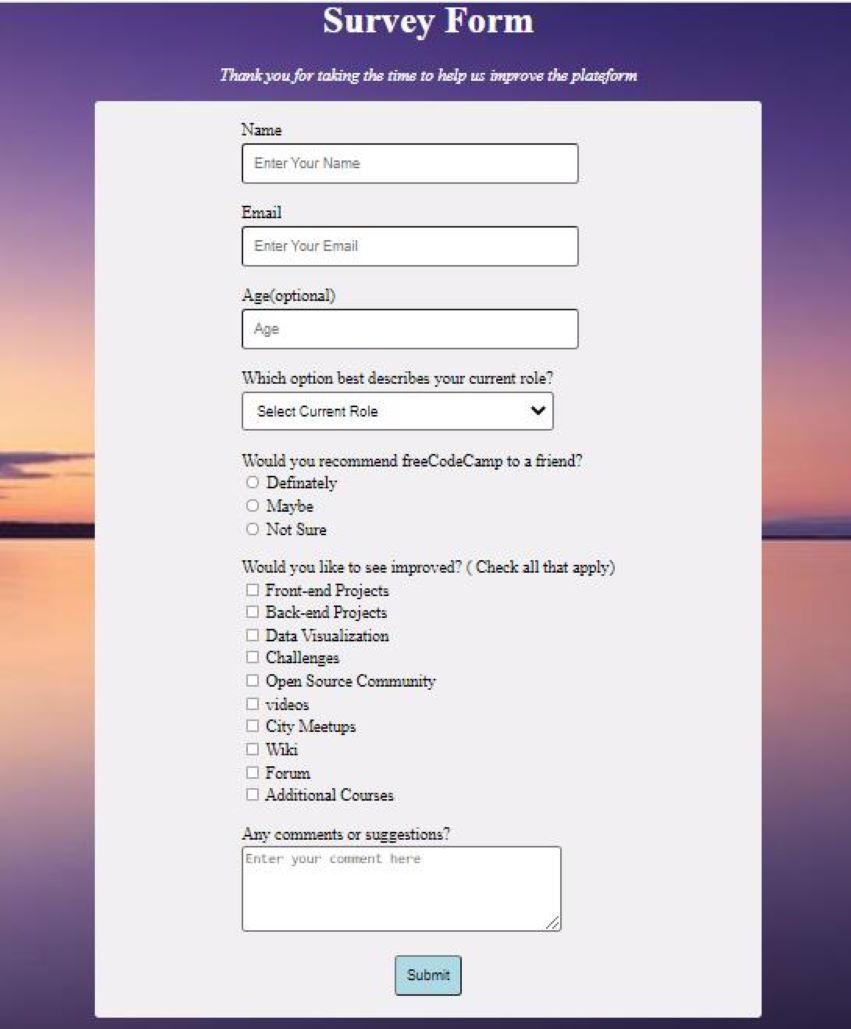 Survey Form
Thank you for taking the time to help us improve the plateform
Name
Enter Your Name
Email
Enter Your Email
Age(optional)
Age
Which option best describes your current role?
Select Current Role
Would you recommend freeCodeCamp to a friend?
Definately
Maybe
Not Sure
Would you like to see improved? ( Check all that apply)
Front-end Projects
Back-end Projects
Data Visualization
Challenges
Open Source Community
videos
City Meetups
Wiki
Forum
Additional Courses
Any comments or suggestions?
Enter your comment here
Submit